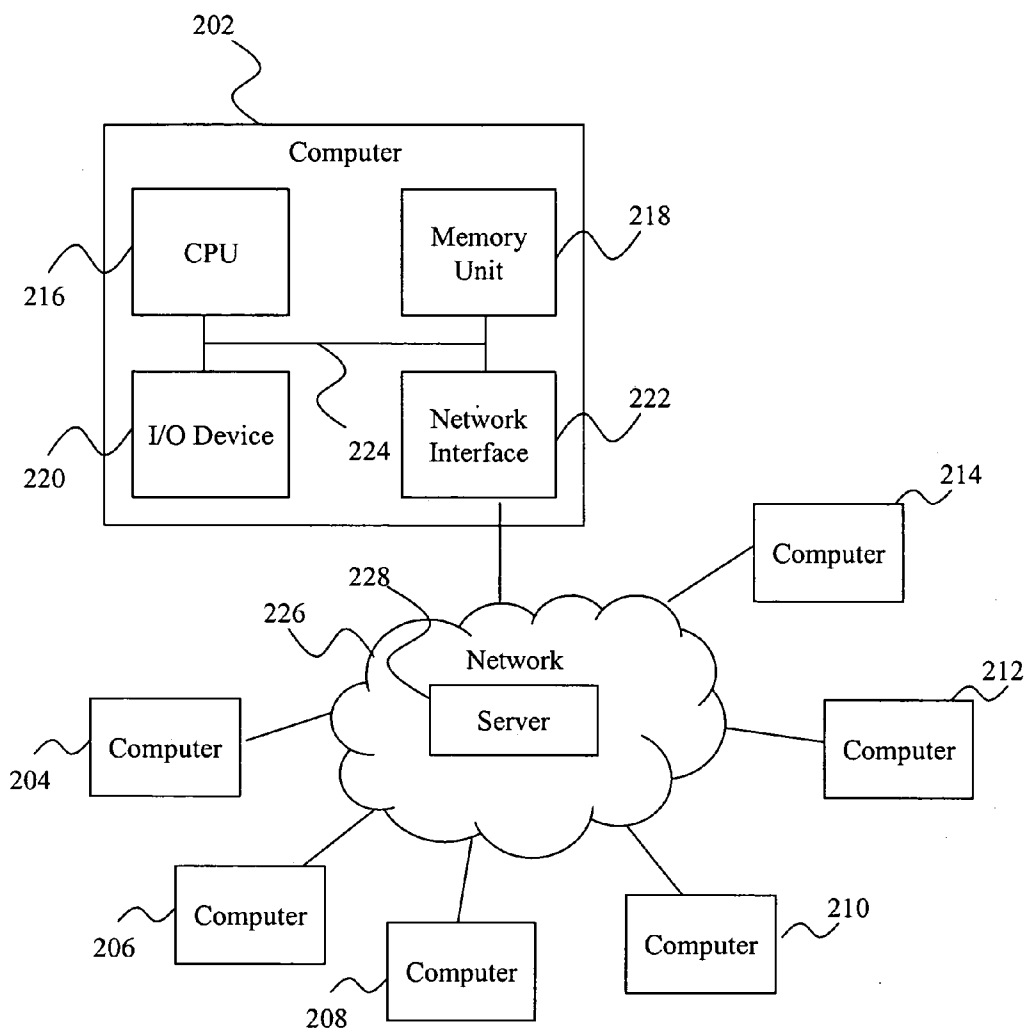 202
Computer
CPU
Memory
Unit
218
216
I/O Device
Network
Interface
222
220
224
214
Computer
228
226
Network
Server
212
Computer
Computer
204
Computer
206
Computer
208
Computer
210